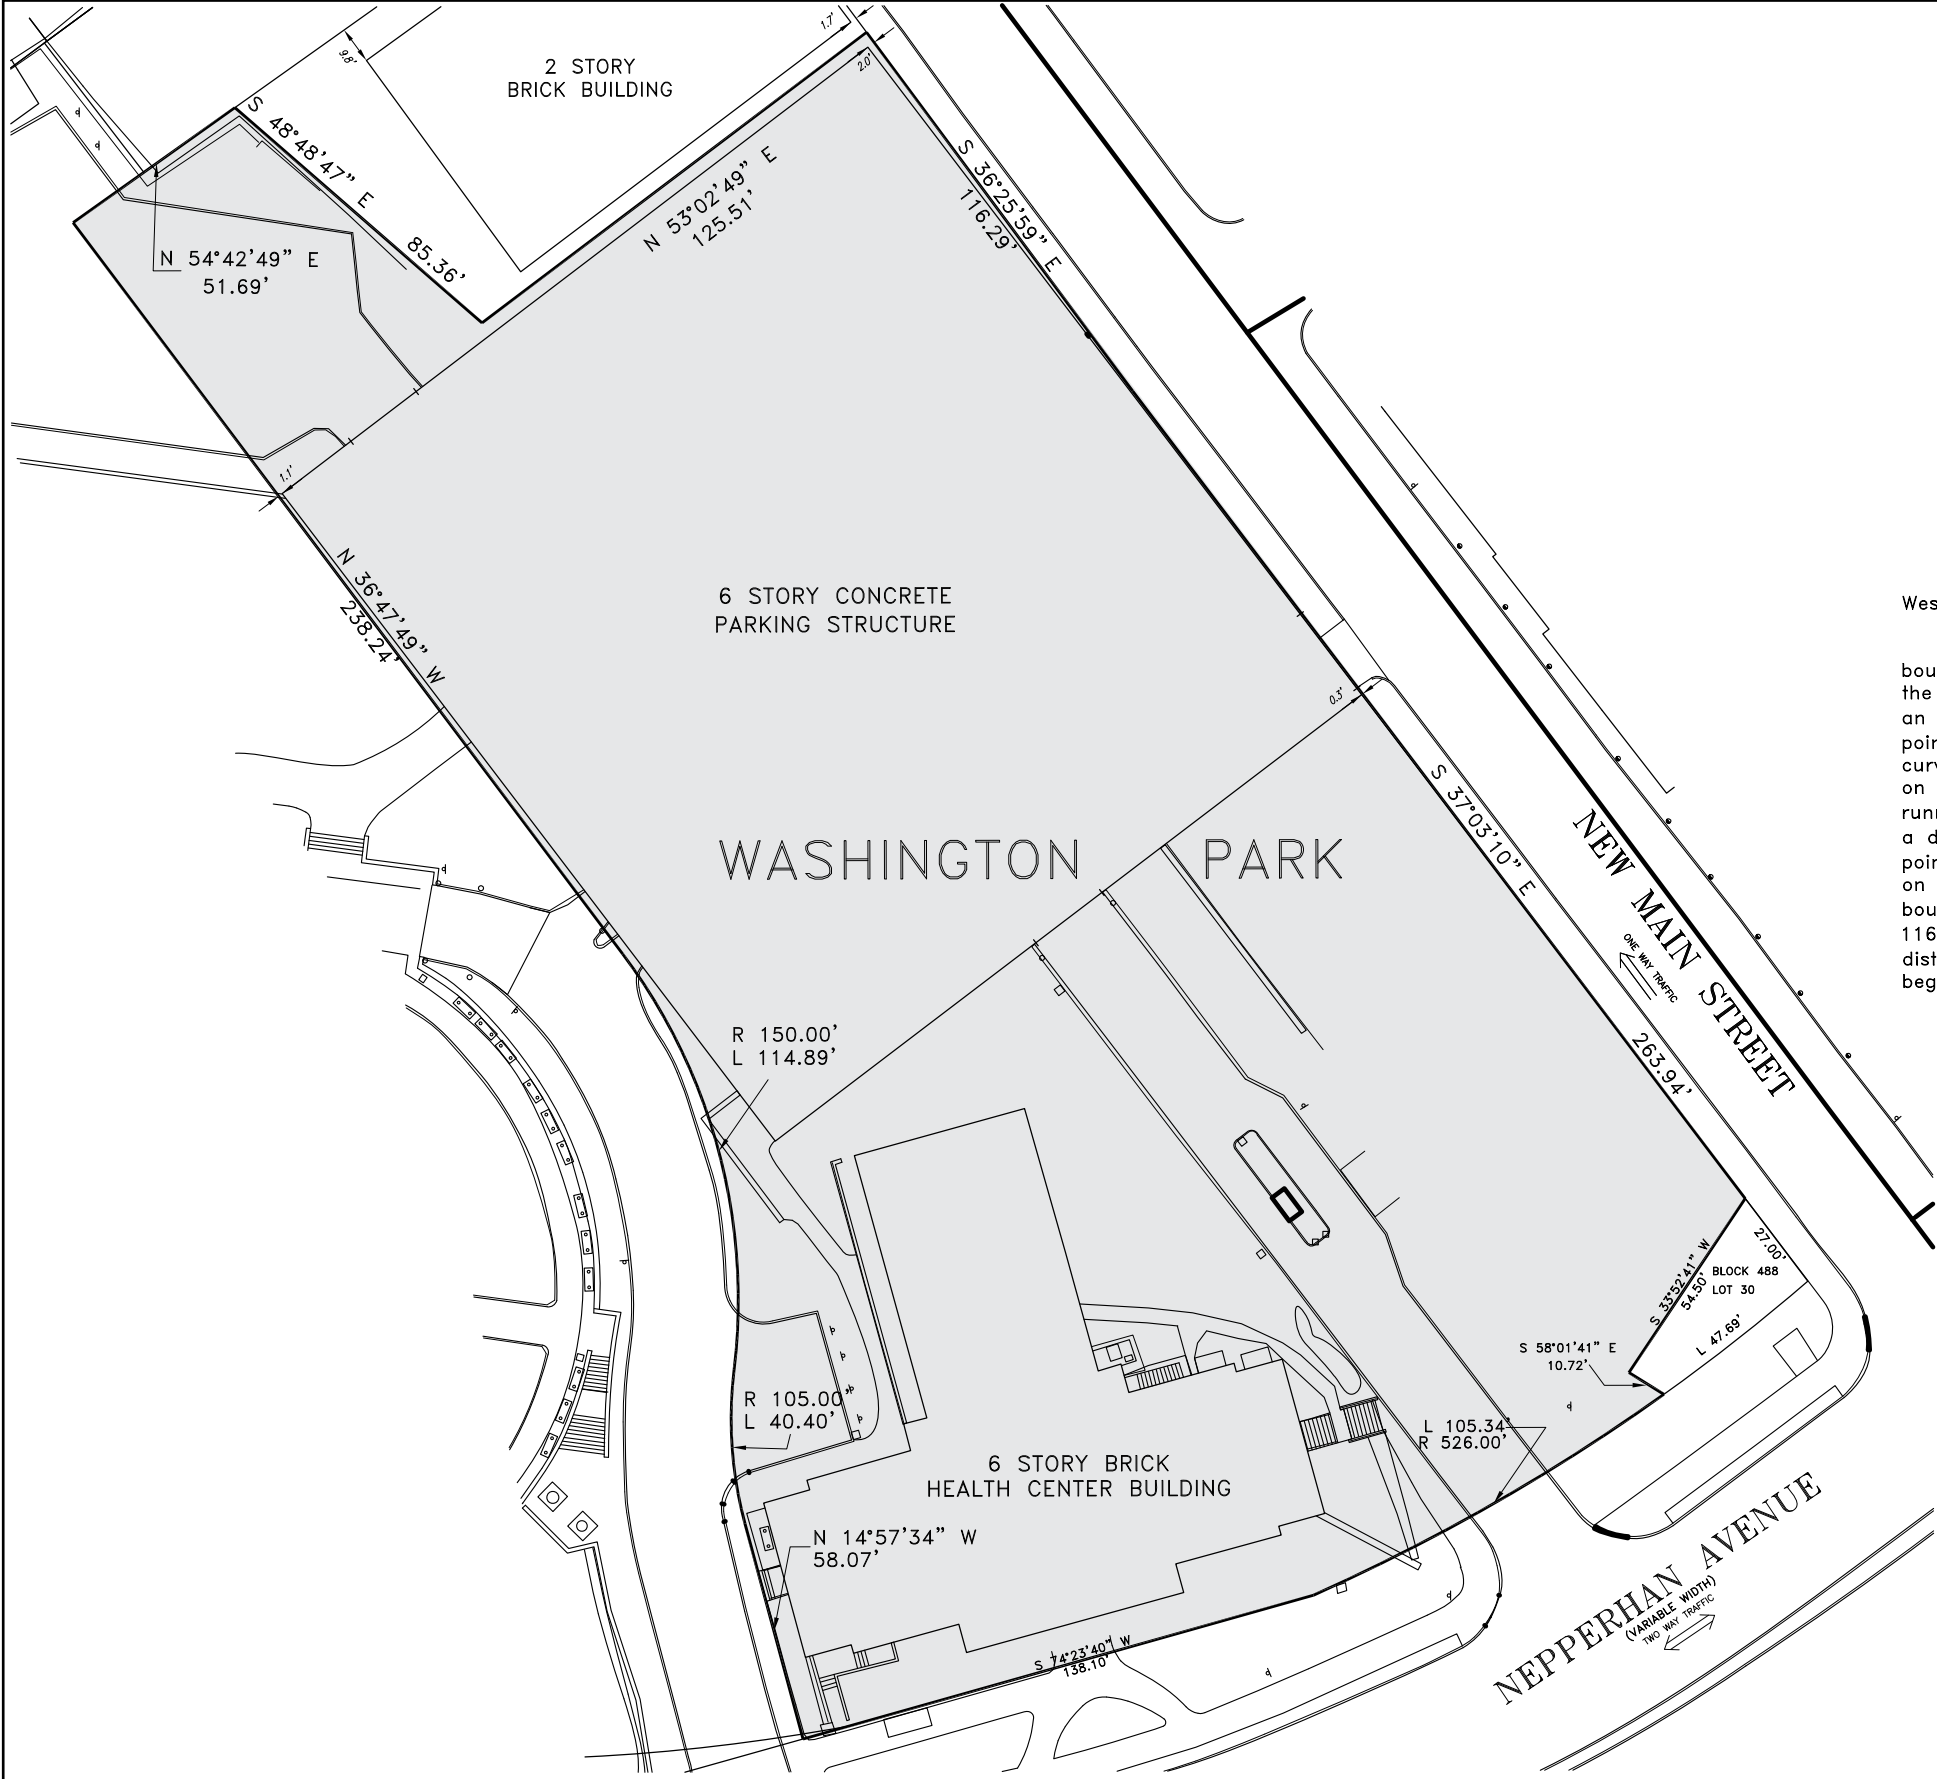 1.7'
9.8'
2 STORY
BRICK BUILDING
2.0'
S 48°48'47" E
85.36'
N 53°02'49" E
125.51'
S 36°25'59" E
116.29'
N 54°42'49" E
51.69'
1.1'
N 36°47'49" W
238.24'
6 STORY CONCRETE
PARKING STRUCTURE
Wes
bou
the
an
poin
curv
on
runn
a d
poin
on
bou
116
dist
beg
0.3'
S 37°03'10" E
263.94'
WASHINGTON PARK
NEW MAIN STREET
ONE WAY TRAFFIC
R 150.00'
L 114.89'
27.00'
BLOCK 488
LOT 30
S 33°52'41" W
54.50'
L 47.69'
S 58°01'41" E
10.72'
R 105.00'
L 40.40'
L 105.34
R 526.00'
6 STORY BRICK
HEALTH CENTER BUILDING
N 14°57'34" W
58.07'
S 74°23'40" W
138.10'
NEPPERHAN AVENUE
(VARIABLE WIDTH)
TWO WAY TRAFFIC